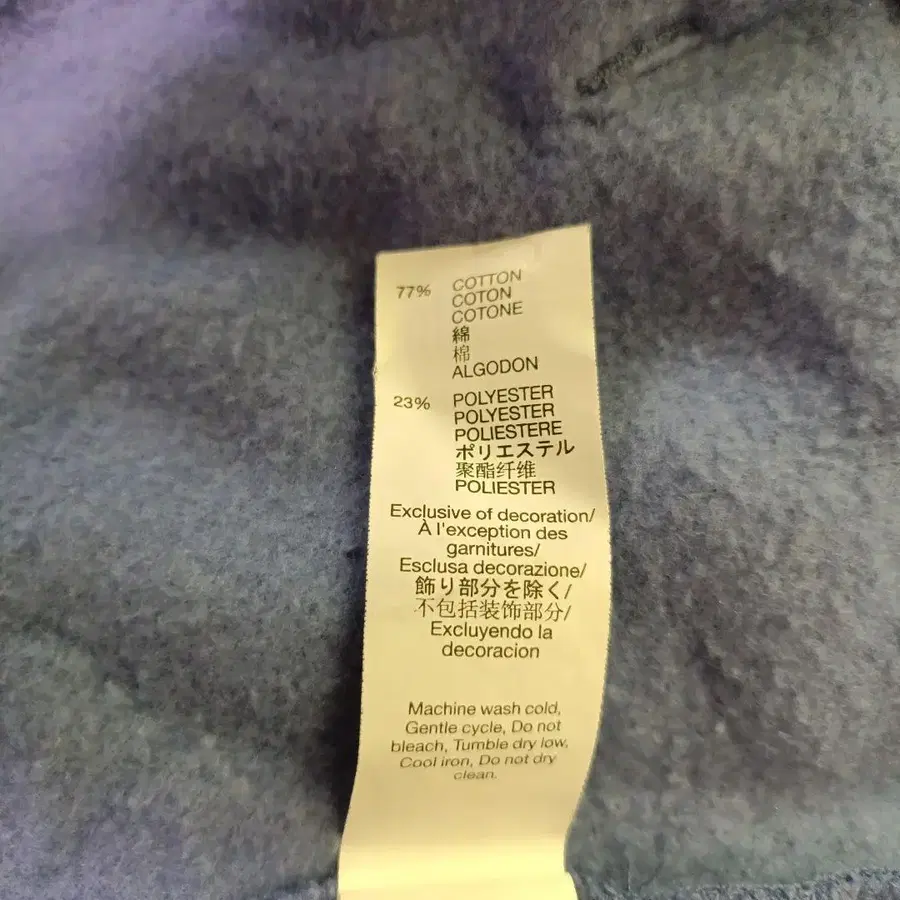 77% COTTON
COTON
COTONE
綿
棉
ALGODON
23% POLYESTER
POLYESTER
POLIESTERE
ポリエステル
聚酯纤维
POLIESTER
Exclusive of decoration/
À l'exception des
garnitures/
Esclusa decorazione/
飾り部分を除く/
不包括装饰部分/
Excluyendo la
decoracion
Machine wash cold,
Gentle cycle, Do not
bleach, Tumble dry low,
Cool iron, Do not dry
clean.